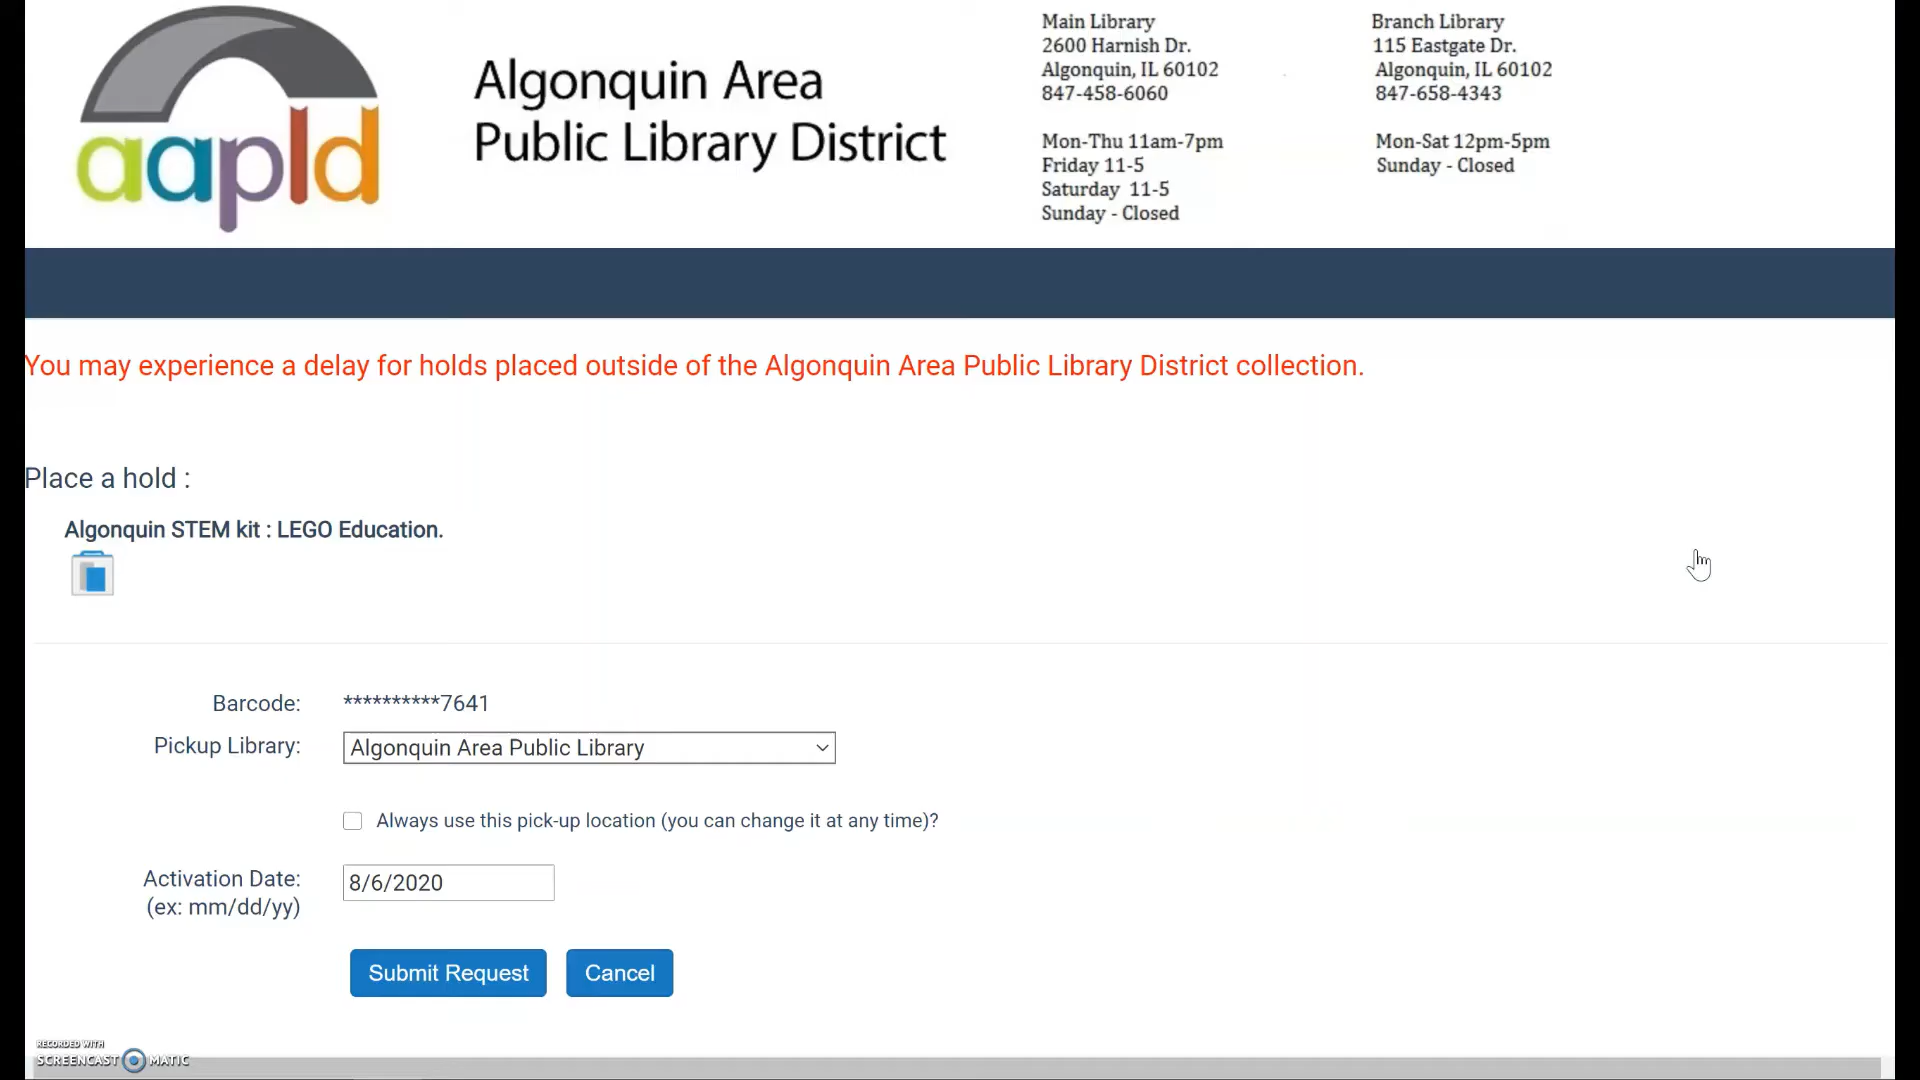 aapld
Algonquin Area
Public Library District
Main Library
2600 Harnish Dr.
Algonquin, IL 60102
847-458-6060
Mon-Thu 11am-7pm
Friday 11-5
Saturday 11-5
Sunday - Closed
Branch Library
115 Eastgate Dr.
Algonquin, IL 60102
847-658-4343
Mon-Sat 12pm-5pm
Sunday - Closed
You may experience a delay for holds placed outside of the Algonquin Area Public Library District collection.
Place a hold :
Algonquin STEM kit : LEGO Education.
Barcode: **********7641
Pickup Library: Algonquin Area Public Library
Always use this pick-up location (you can change it at any time)?
Activation Date: 8/6/2020
(ex: mm/dd/yy)
Submit Request Cancel
RECORDED WITH
SCREENCAST MATIC